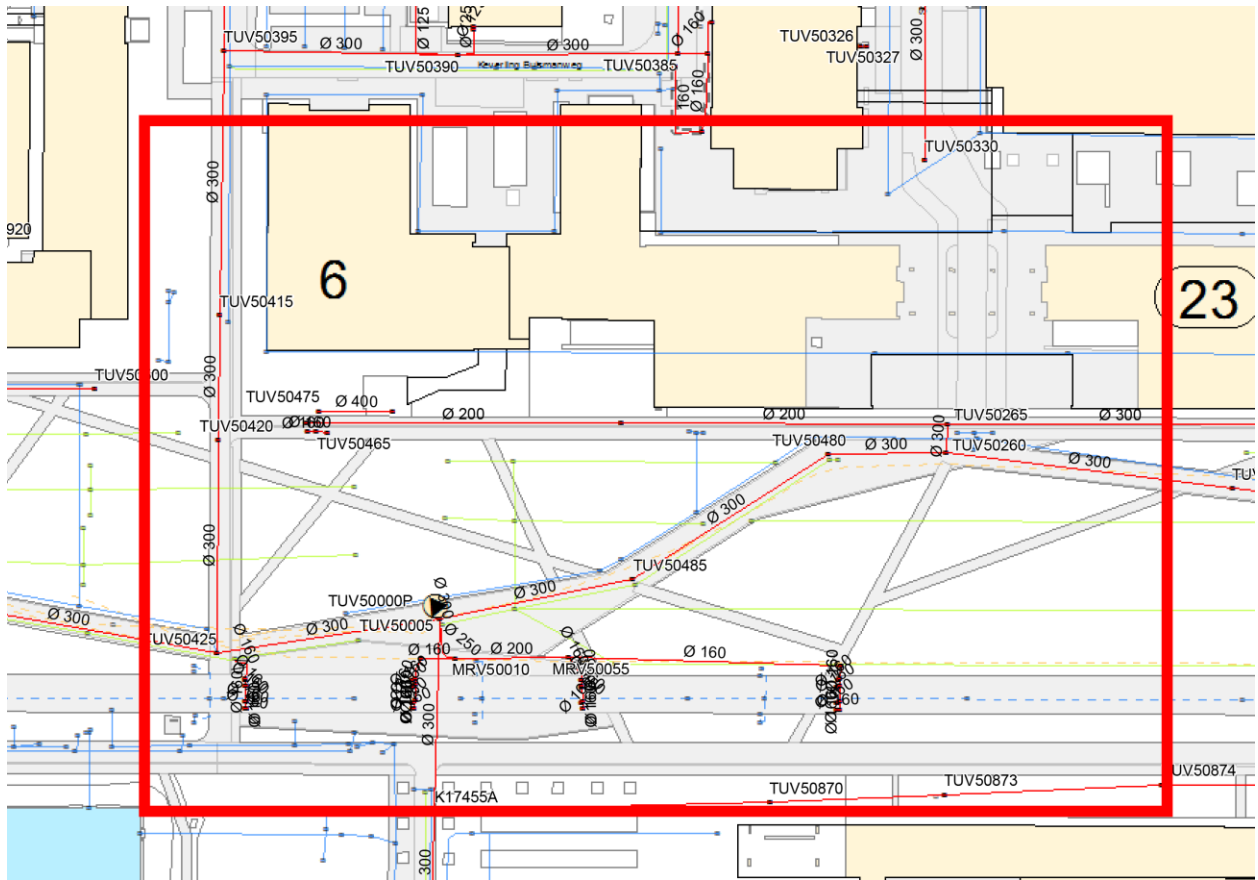 TUV50395
Ø 300
Ø 125
Ø 300
Ø 160
TUV50326
Ø 300
TUV50390
Keverling Buismanweg
TUV50385
TUV50327
160
Ø 160
TUV50330
Ø 300
920
6
23
TUV50415
Ø 300
TUV50475
Ø 400
Ø 200
Ø 200
TUV50265
Ø 300
TUV50420
TUV50465
TUV50480
Ø 300
Ø 300
TUV50260
Ø 300
Ø 300
Ø 300
TUV50485
Ø 300
TUV50000P
Ø 300
Ø 300
TUV50005
TUV50425
Ø 250
Ø 160
Ø 200
Ø 160
MRV50010
MRV50055
Ø 300
TUV50874
TUV50873
TUV50870
K17455A
300